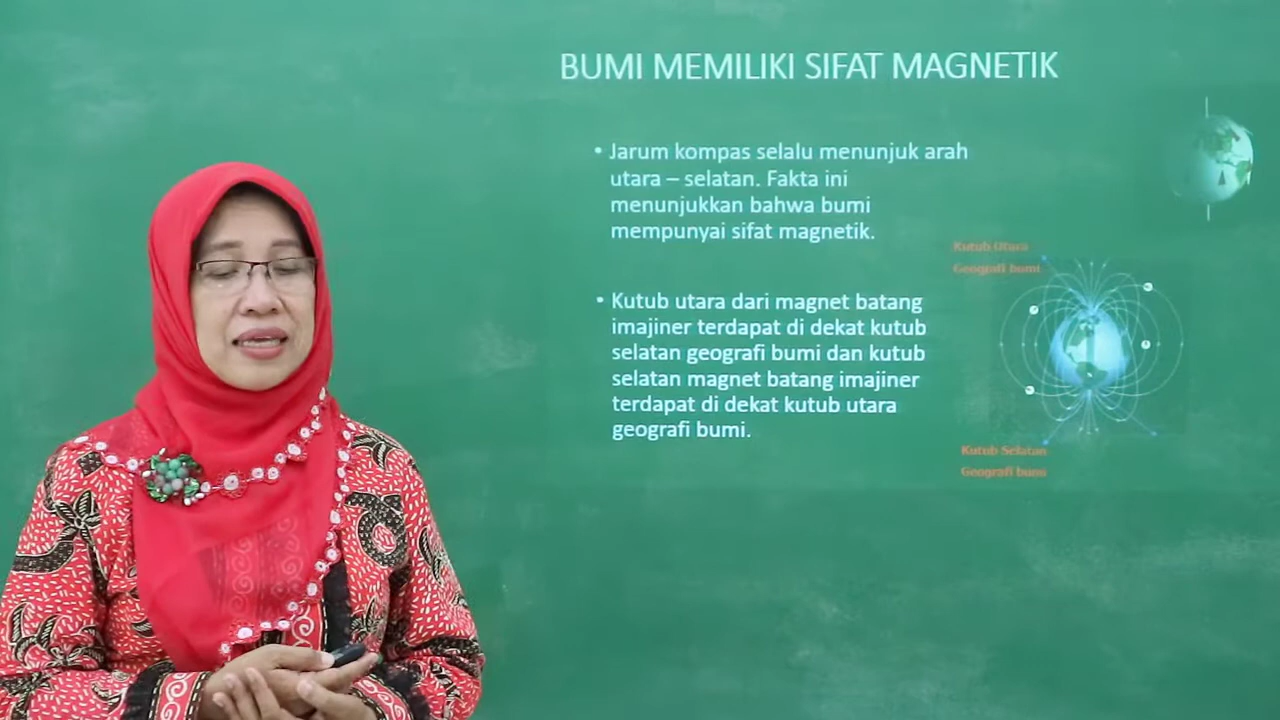 BUMI MEMILIKI SIFAT MAGNETIK
• Jarum kompas selalu menunjuk arah
utara – selatan. Fakta ini
menunjukkan bahwa bumi
mempunyai sifat magnetik.
• Kutub utara dari magnet batang
imajiner terdapat di dekat kutub
selatan geografi bumi dan kutub
selatan magnet batang imajiner
terdapat di dekat kutub utara
geografi bumi.
Kutub Utara
Geografi bumi
Kutub Selatan
Geografi bumi